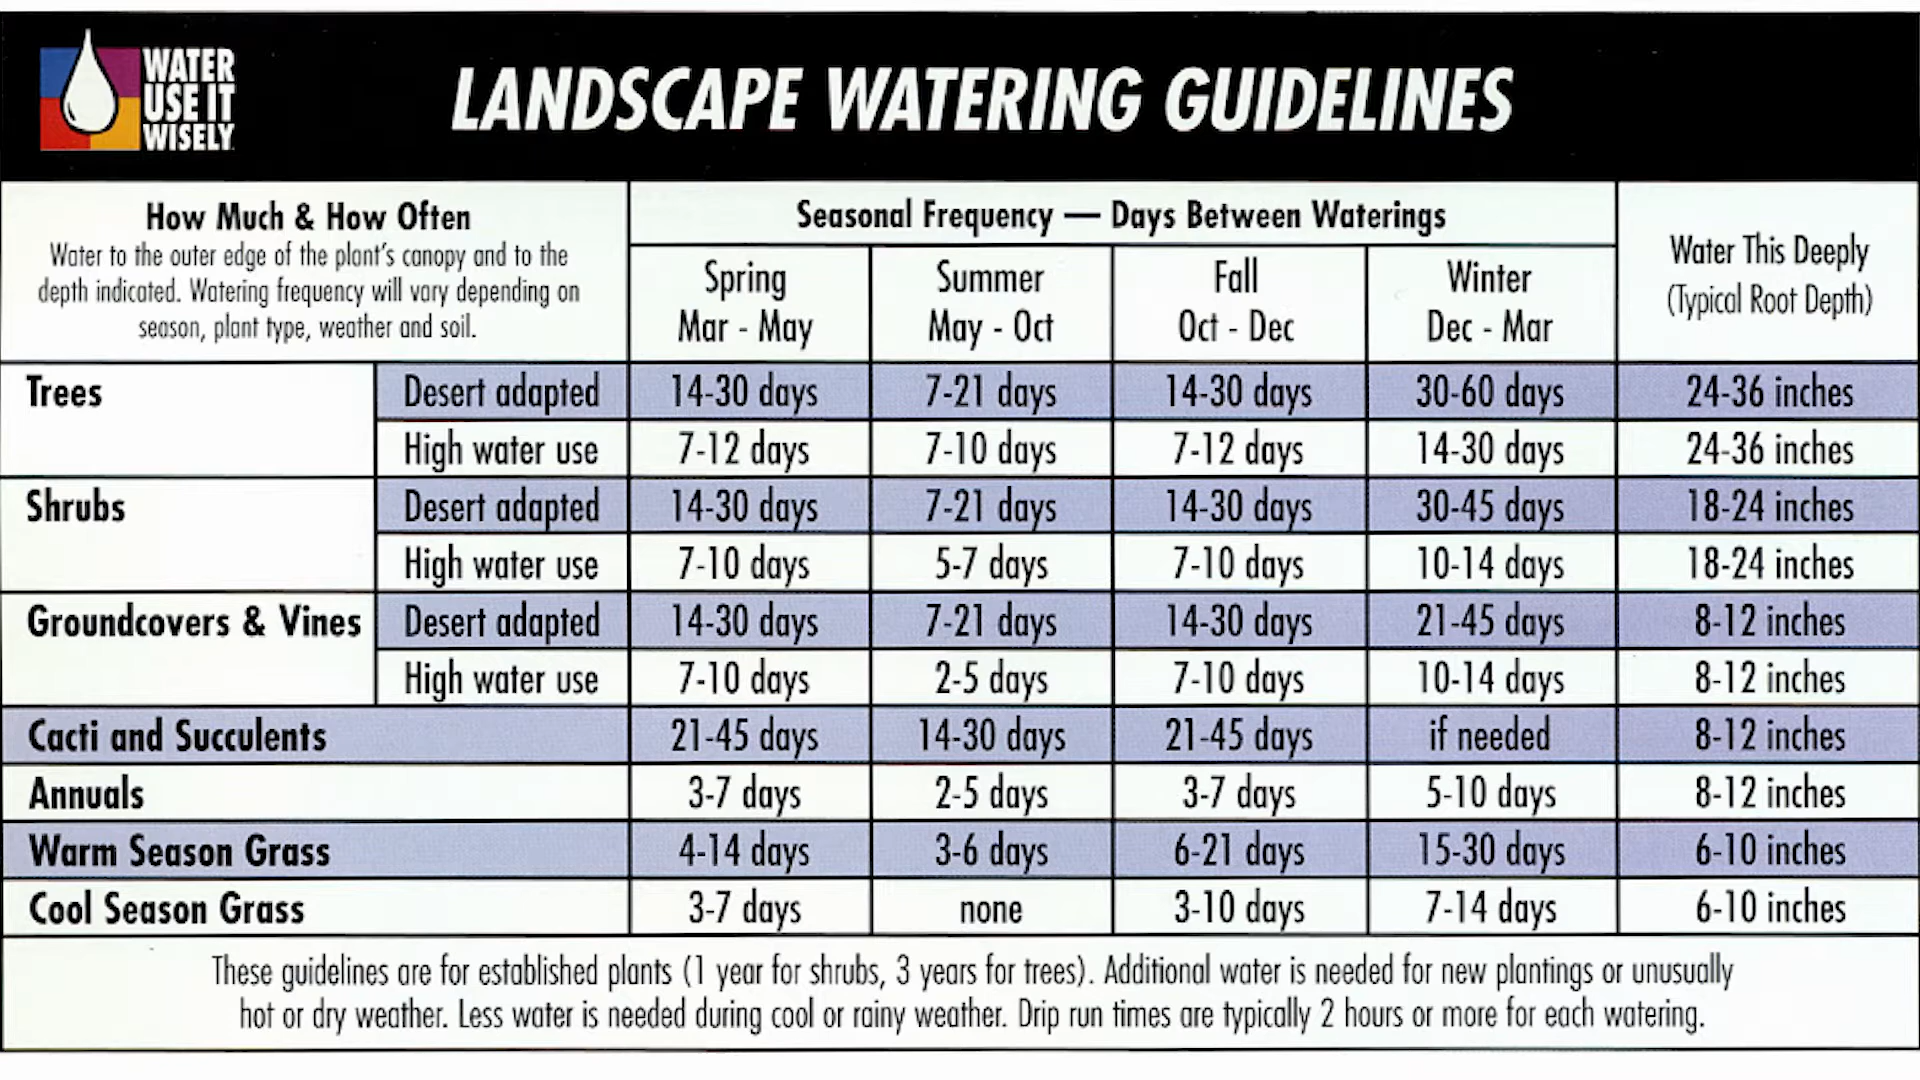 WATER
USE IT
WISELY
LANDSCAPE WATERING GUIDELINES
How Much & How Often
Water to the outer edge of the plant's canopy and to the
depth indicated. Watering frequency will vary depending on
season, plant type, weather and soil.
Seasonal Frequency — Days Between Waterings
Spring
Mar - May
Summer
May - Oct
Fall
Oct - Dec
Winter
Dec - Mar
Water This Deeply
(Typical Root Depth)
Trees Desert adapted 14-30 days 7-21 days 14-30 days 30-60 days 24-36 inches
High water use 7-12 days 7-10 days 7-12 days 14-30 days 24-36 inches
Shrubs Desert adapted 14-30 days 7-21 days 14-30 days 30-45 days 18-24 inches
High water use 7-10 days 5-7 days 7-10 days 10-14 days 18-24 inches
Groundcovers & Vines Desert adapted 14-30 days 7-21 days 14-30 days 21-45 days 8-12 inches
High water use 7-10 days 2-5 days 7-10 days 10-14 days 8-12 inches
Cacti and Succulents 21-45 days 14-30 days 21-45 days if needed 8-12 inches
Annuals 3-7 days 2-5 days 3-7 days 5-10 days 8-12 inches
Warm Season Grass 4-14 days 3-6 days 6-21 days 15-30 days 6-10 inches
Cool Season Grass 3-7 days none 3-10 days 7-14 days 6-10 inches
These guidelines are for established plants (1 year for shrubs, 3 years for trees). Additional water is needed for new plantings or unusually
hot or dry weather. Less water is needed during cool or rainy weather. Drip run times are typically 2 hours or more for each watering.